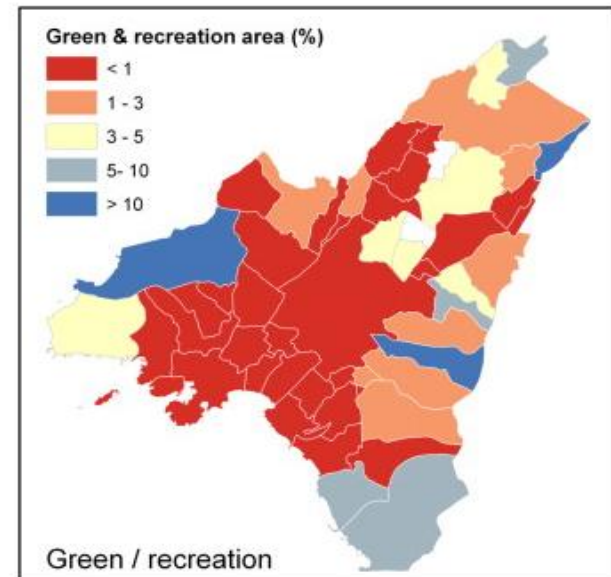 Green & recreation area (%)
< 1
1 - 3
3 - 5
5- 10
> 10
Green / recreation